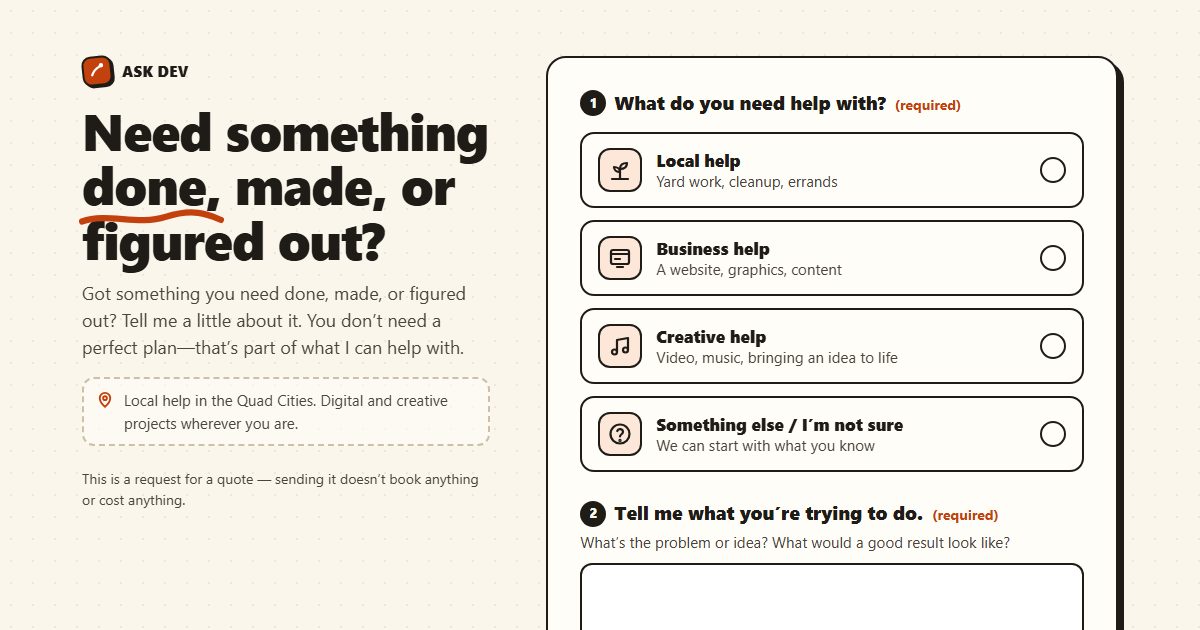 ASK DEV
Need something
done, made, or
figured out?
Got something you need done, made, or figured
out? Tell me a little about it. You don’t need a
perfect plan—that’s part of what I can help with.
Local help in the Quad Cities. Digital and creative
projects wherever you are.
This is a request for a quote — sending it doesn’t book anything
or cost anything.
1 What do you need help with? (required)
Local help
Yard work, cleanup, errands
Business help
A website, graphics, content
Creative help
Video, music, bringing an idea to life
Something else / I’m not sure
We can start with what you know
2 Tell me what you’re trying to do. (required)
What’s the problem or idea? What would a good result look like?